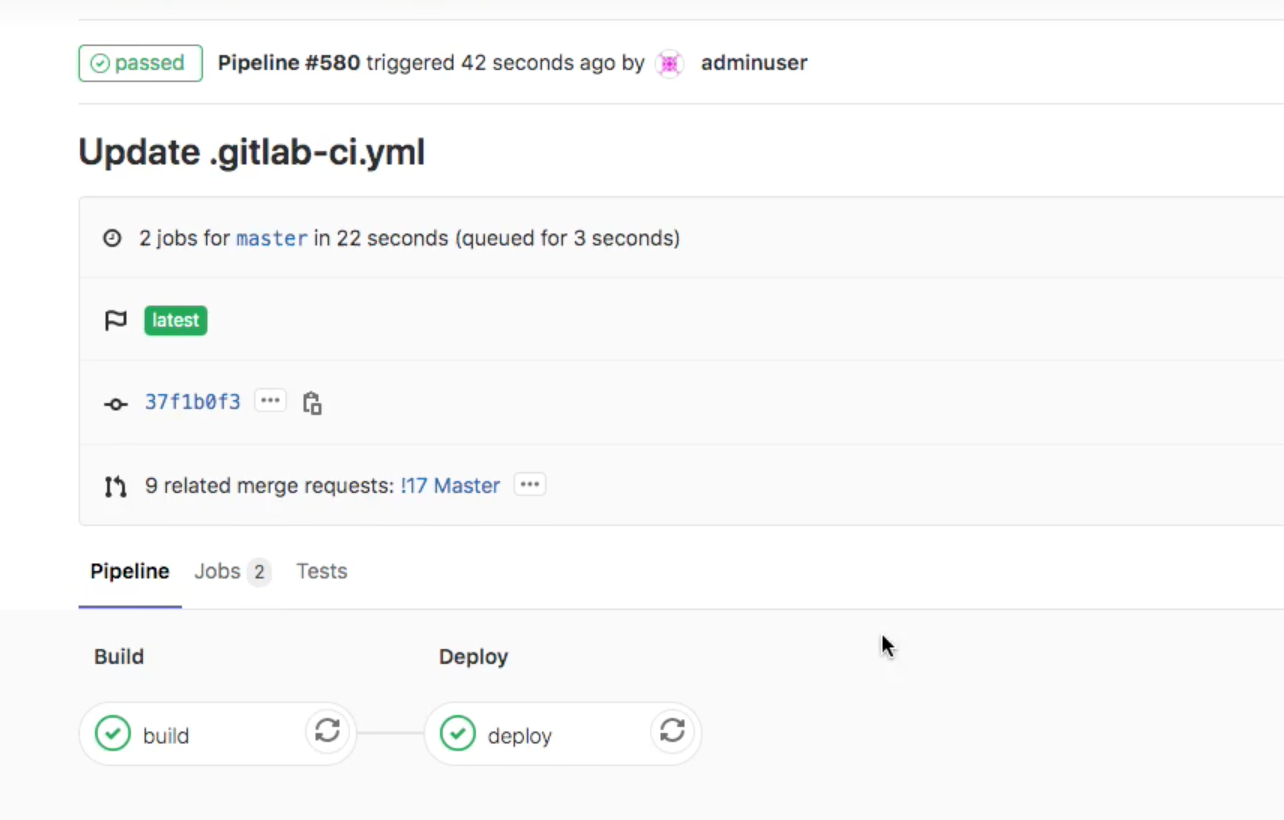 passed Pipeline #580 triggered 42 seconds ago by adminuser
Update .gitlab-ci.yml
2 jobs for master in 22 seconds (queued for 3 seconds)
latest
37f1b0f3 ...
9 related merge requests: !17 Master ...
Pipeline Jobs 2 Tests
Build Deploy
build deploy